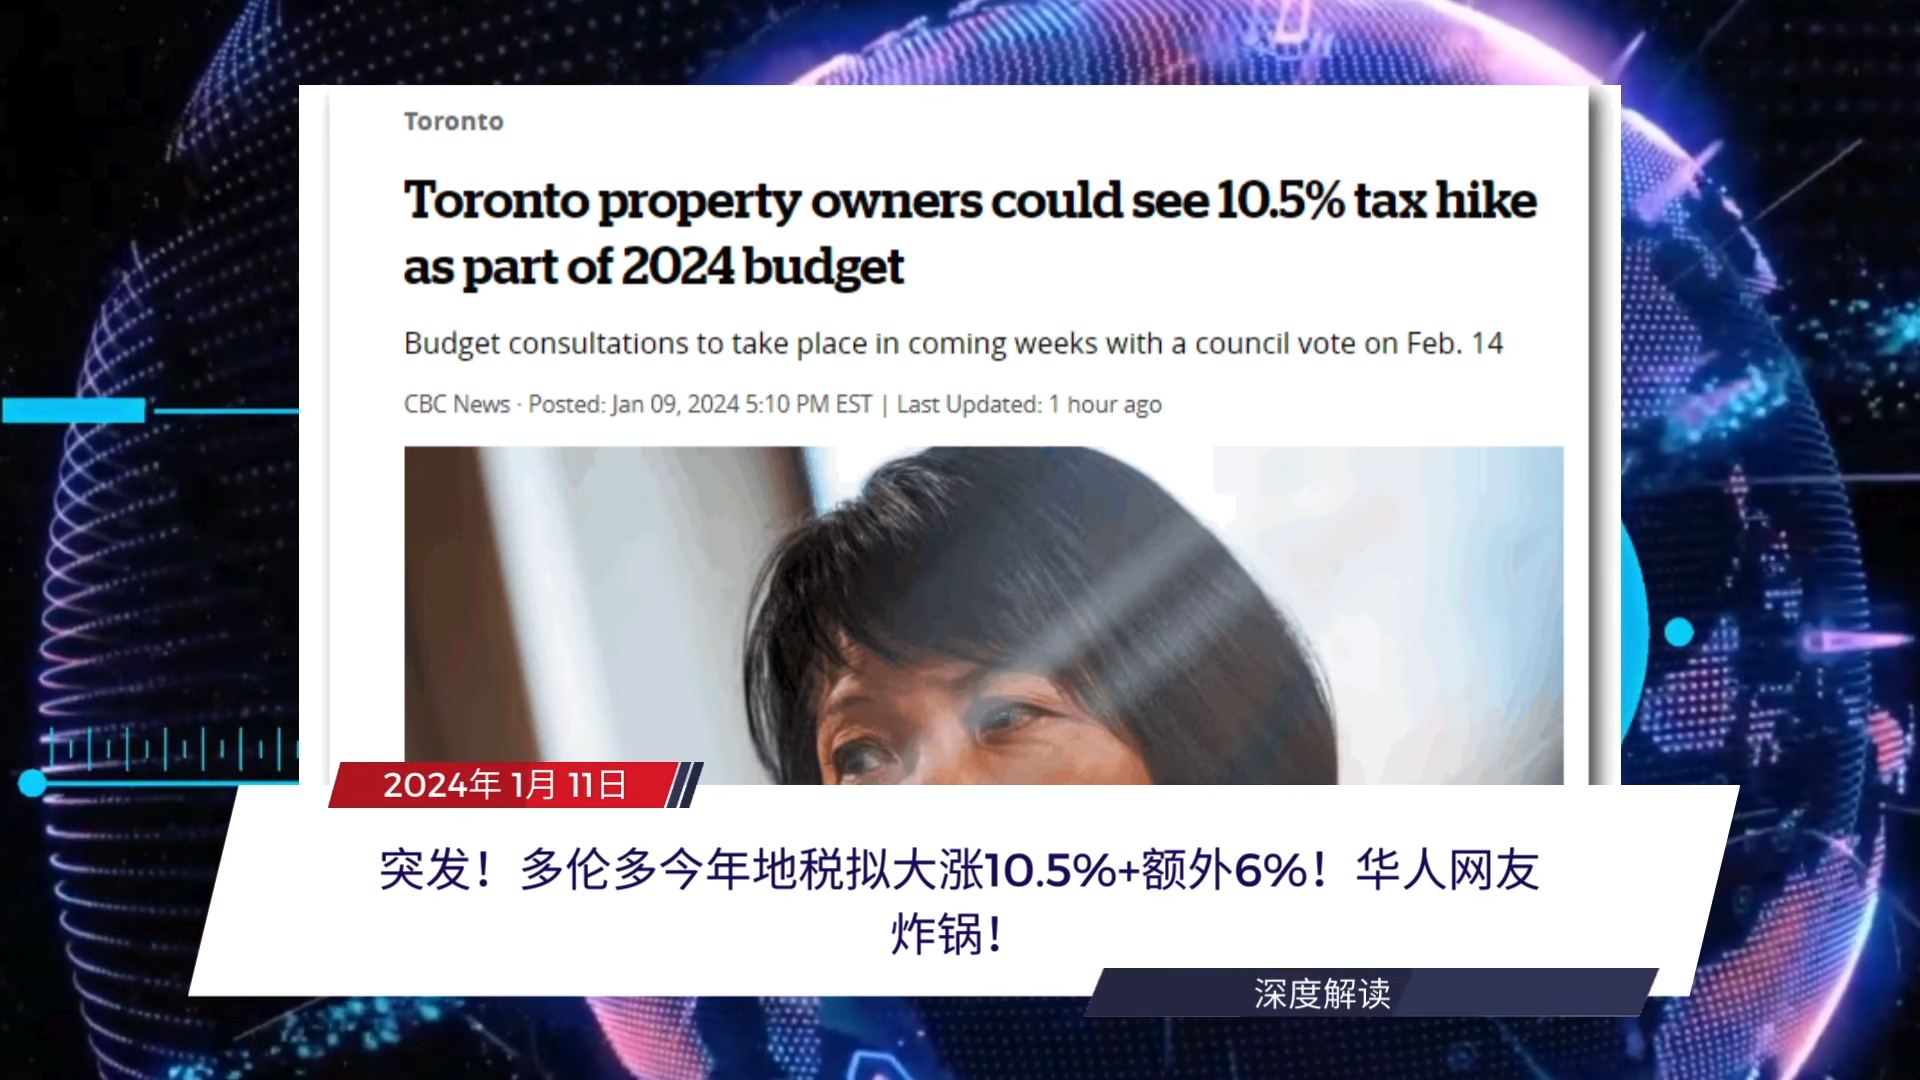 Toronto
Toronto property owners could see 10.5% tax hike
as part of 2024 budget
Budget consultations to take place in coming weeks with a council vote on Feb. 14
CBC News · Posted: Jan 09, 2024 5:10 PM EST | Last Updated: 1 hour ago
2024年 1月 11日
突发！多伦多今年地税拟大涨10.5%+额外6%！华人网友
炸锅！
深度解读